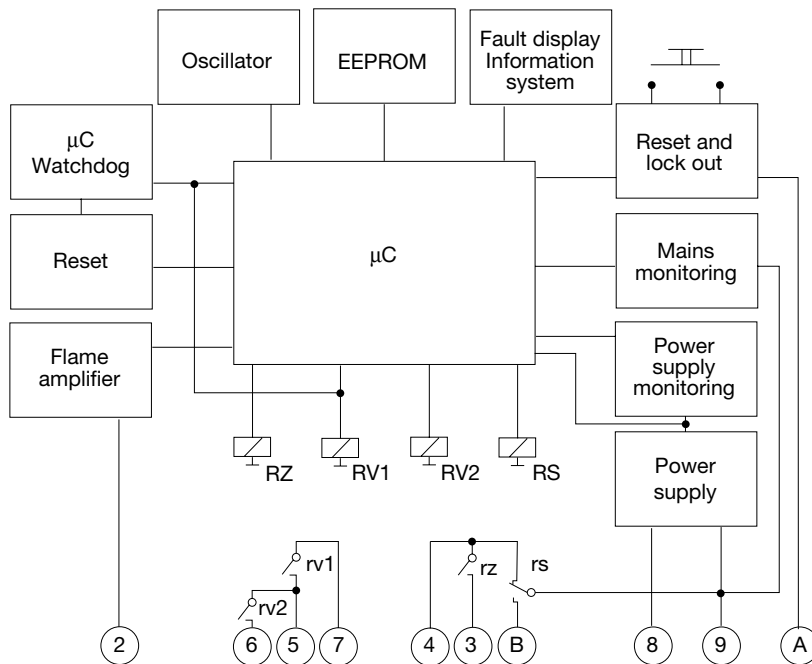 Oscillator
EEPROM
Fault display
Information
system
μC
Watchdog
Reset and
lock out
Reset
μC
Mains
monitoring
Flame
amplifier
Power
supply
monitoring
RZ
RV1
RV2
RS
Power
supply
rv1
rz
rs
rv2
2
6
5
7
4
3
B
8
9
A